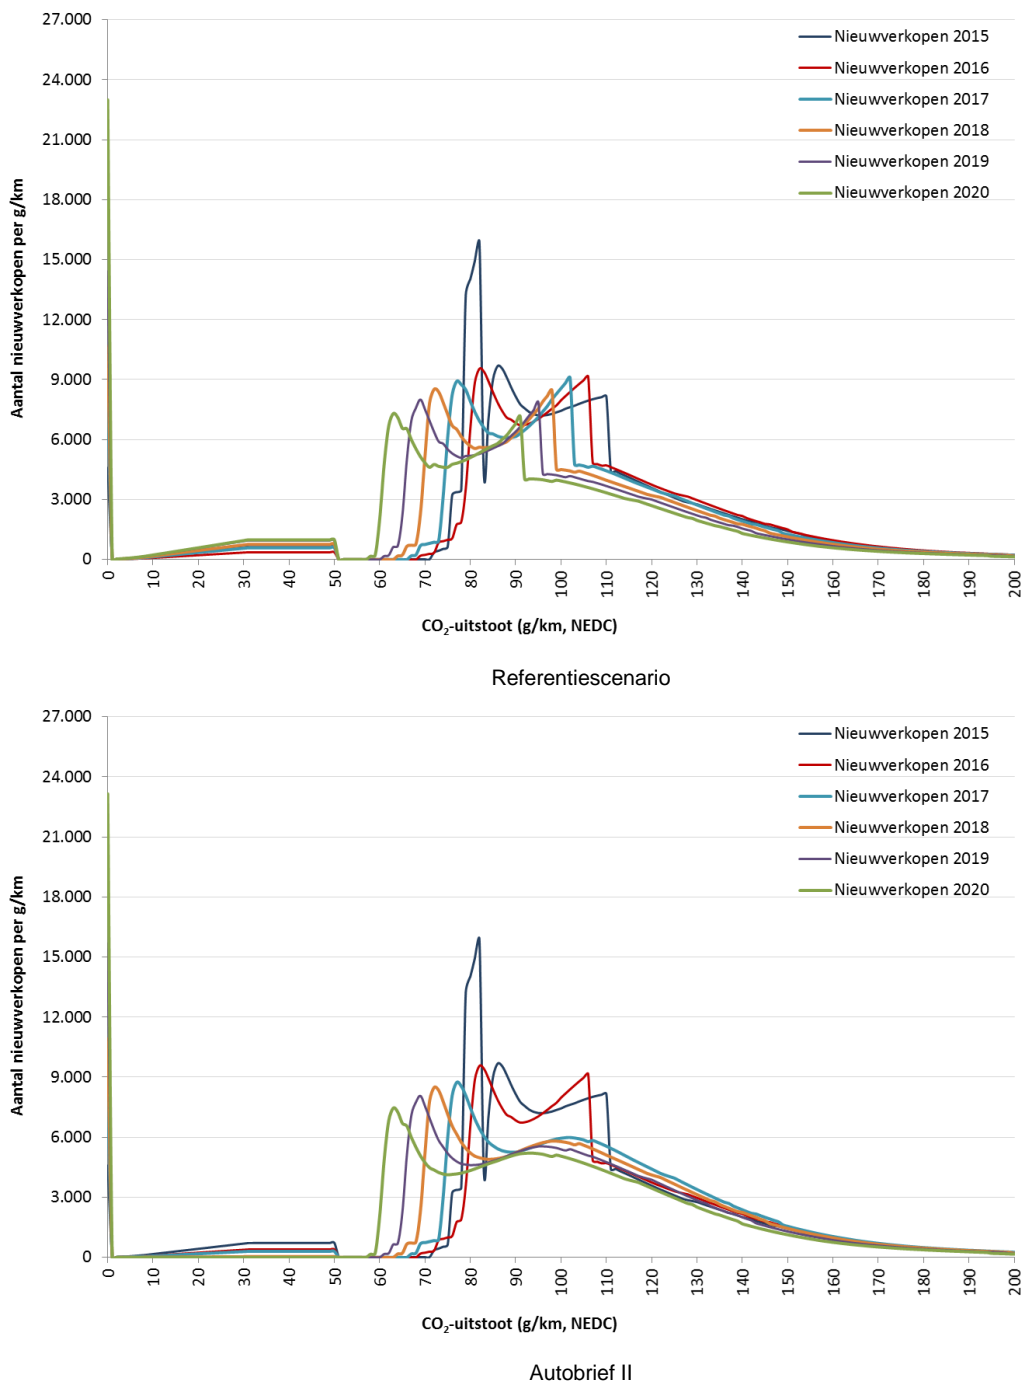 27.000
24.000
21.000
18.000
15.000
12.000
9.000
6.000
3.000
0
Aantal nieuwverkopen per g/km
Nieuwverkopen 2015
Nieuwverkopen 2016
Nieuwverkopen 2017
Nieuwverkopen 2018
Nieuwverkopen 2019
Nieuwverkopen 2020
0 10 20 30 40 50 60 70 80 90 100 110 120 130 140 150 160 170 180 190 200
CO₂-uitstoot (g/km, NEDC)
Referentiescenario
27.000
24.000
21.000
18.000
15.000
12.000
9.000
6.000
3.000
0
Aantal nieuwverkopen per g/km
Nieuwverkopen 2015
Nieuwverkopen 2016
Nieuwverkopen 2017
Nieuwverkopen 2018
Nieuwverkopen 2019
Nieuwverkopen 2020
0 10 20 30 40 50 60 70 80 90 100 110 120 130 140 150 160 170 180 190 200
CO₂-uitstoot (g/km, NEDC)
Autobrief II